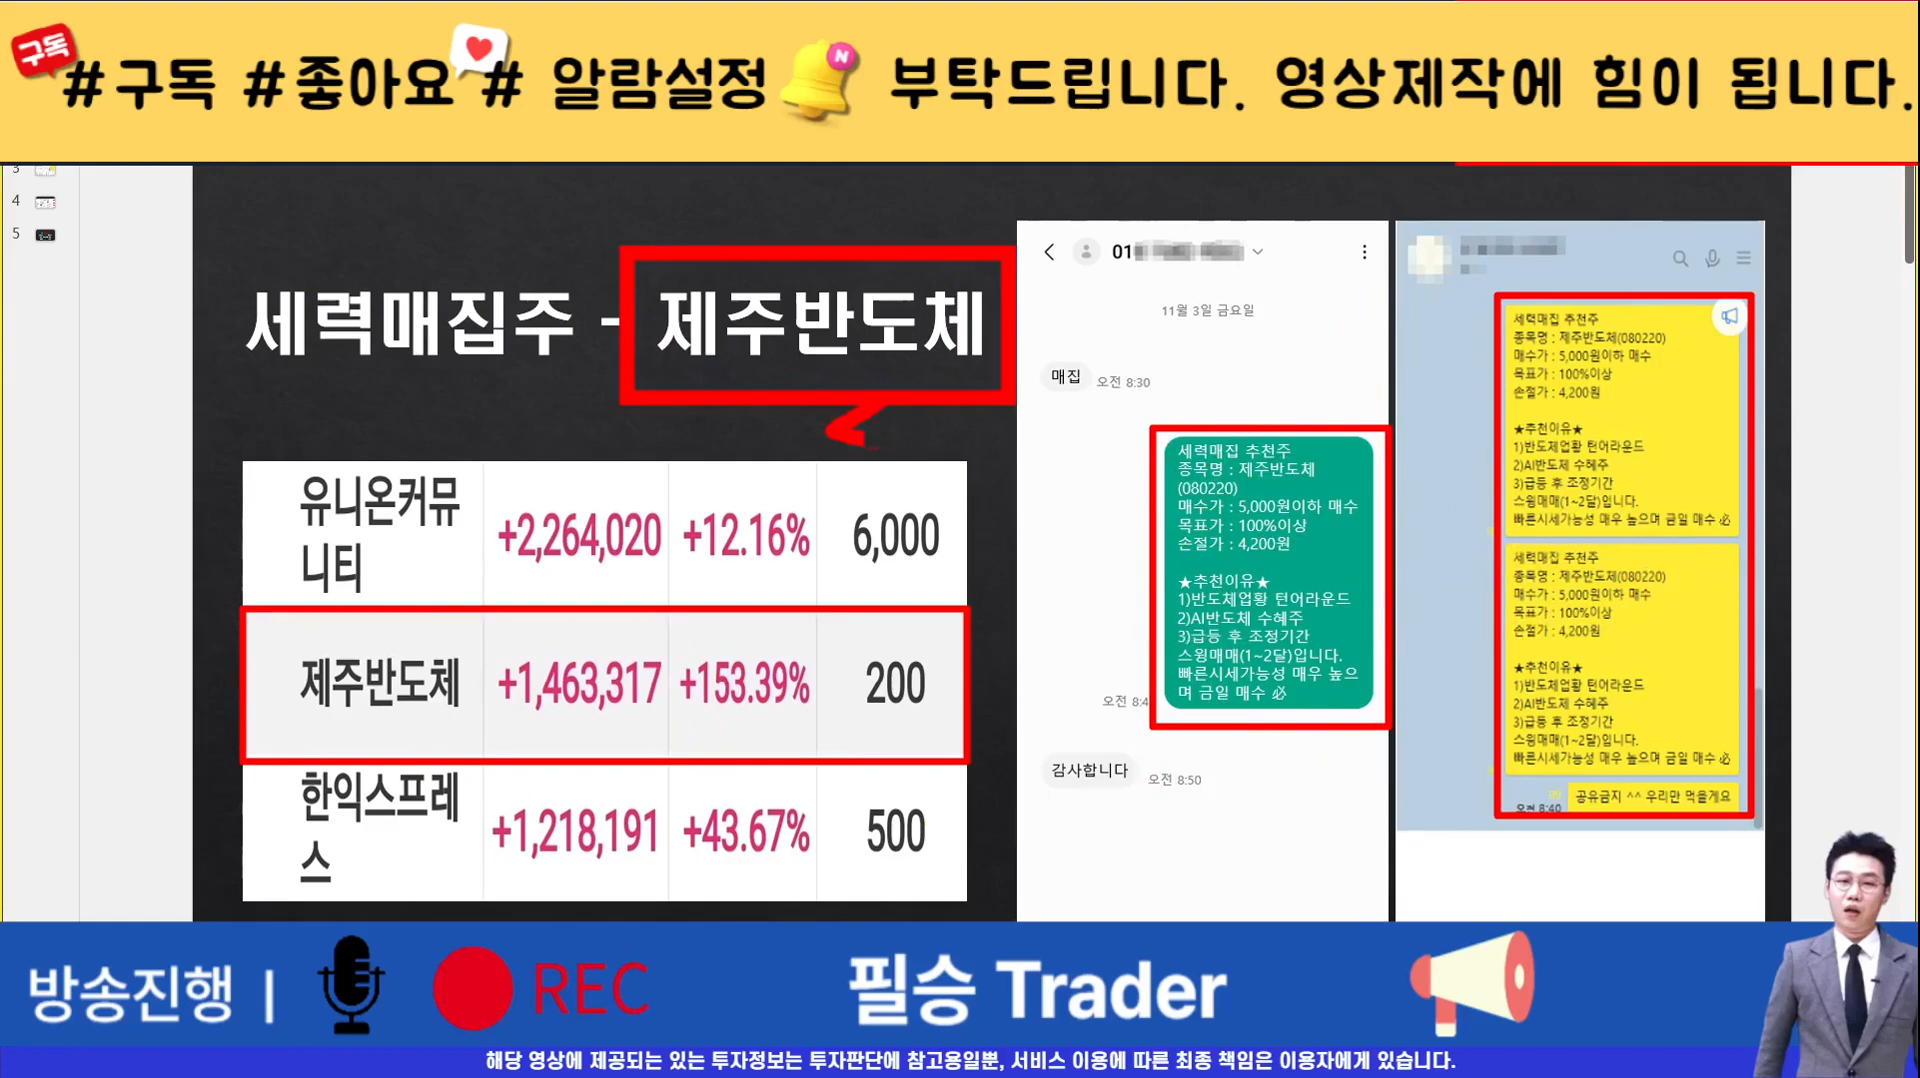 구독
#구독 #좋아요 # 알람설정 N 부탁드립니다. 영상제작에 힘이 됩니다.
3
4
5
세력매집주 - 제주반도체
유니온커뮤
니티
+2,264,020 +12.16% 6,000
제주반도체 +1,463,317 +153.39% 200
한익스프레
스
+1,218,191 +43.67% 500
01
11월 3일 금요일
매집 오전 8:30
세력매집 추천주
종목명 : 제주반도체
(080220)
매수가 : 5,000원이하 매수
목표가 : 100%이상
손절가 : 4,200원
★추천이유★
1)반도체업황 턴어라운드
2)AI반도체 수혜주
3)급등 후 조정기간
스윙매매(1~2달)입니다.
빠른시세가능성 매우 높으
며 금일 매수 必
오전 8:4
감사합니다 오전 8:50
세력매집 추천주
종목명 : 제주반도체(080220)
매수가 : 5,000원이하 매수
목표가 : 100%이상
손절가 : 4,200원
★추천이유★
1)반도체업황 턴어라운드
2)AI반도체 수혜주
3)급등 후 조정기간
스윙매매(1~2달)입니다.
빠른시세가능성 매우 높으며 금일 매수 必
세력매집 추천주
종목명 : 제주반도체(080220)
매수가 : 5,000원이하 매수
목표가 : 100%이상
손절가 : 4,200원
★추천이유★
1)반도체업황 턴어라운드
2)AI반도체 수혜주
3)급등 후 조정기간
스윙매매(1~2달)입니다.
빠른시세가능성 매우 높으며 금일 매수 必
오전 8:40 공유금지 ^^ 우리만 먹을게요
방송진행 | REC 필승 Trader
해당 영상에 제공되는 있는 투자정보는 투자판단에 참고용일뿐, 서비스 이용에 따른 최종 책임은 이용자에게 있습니다.